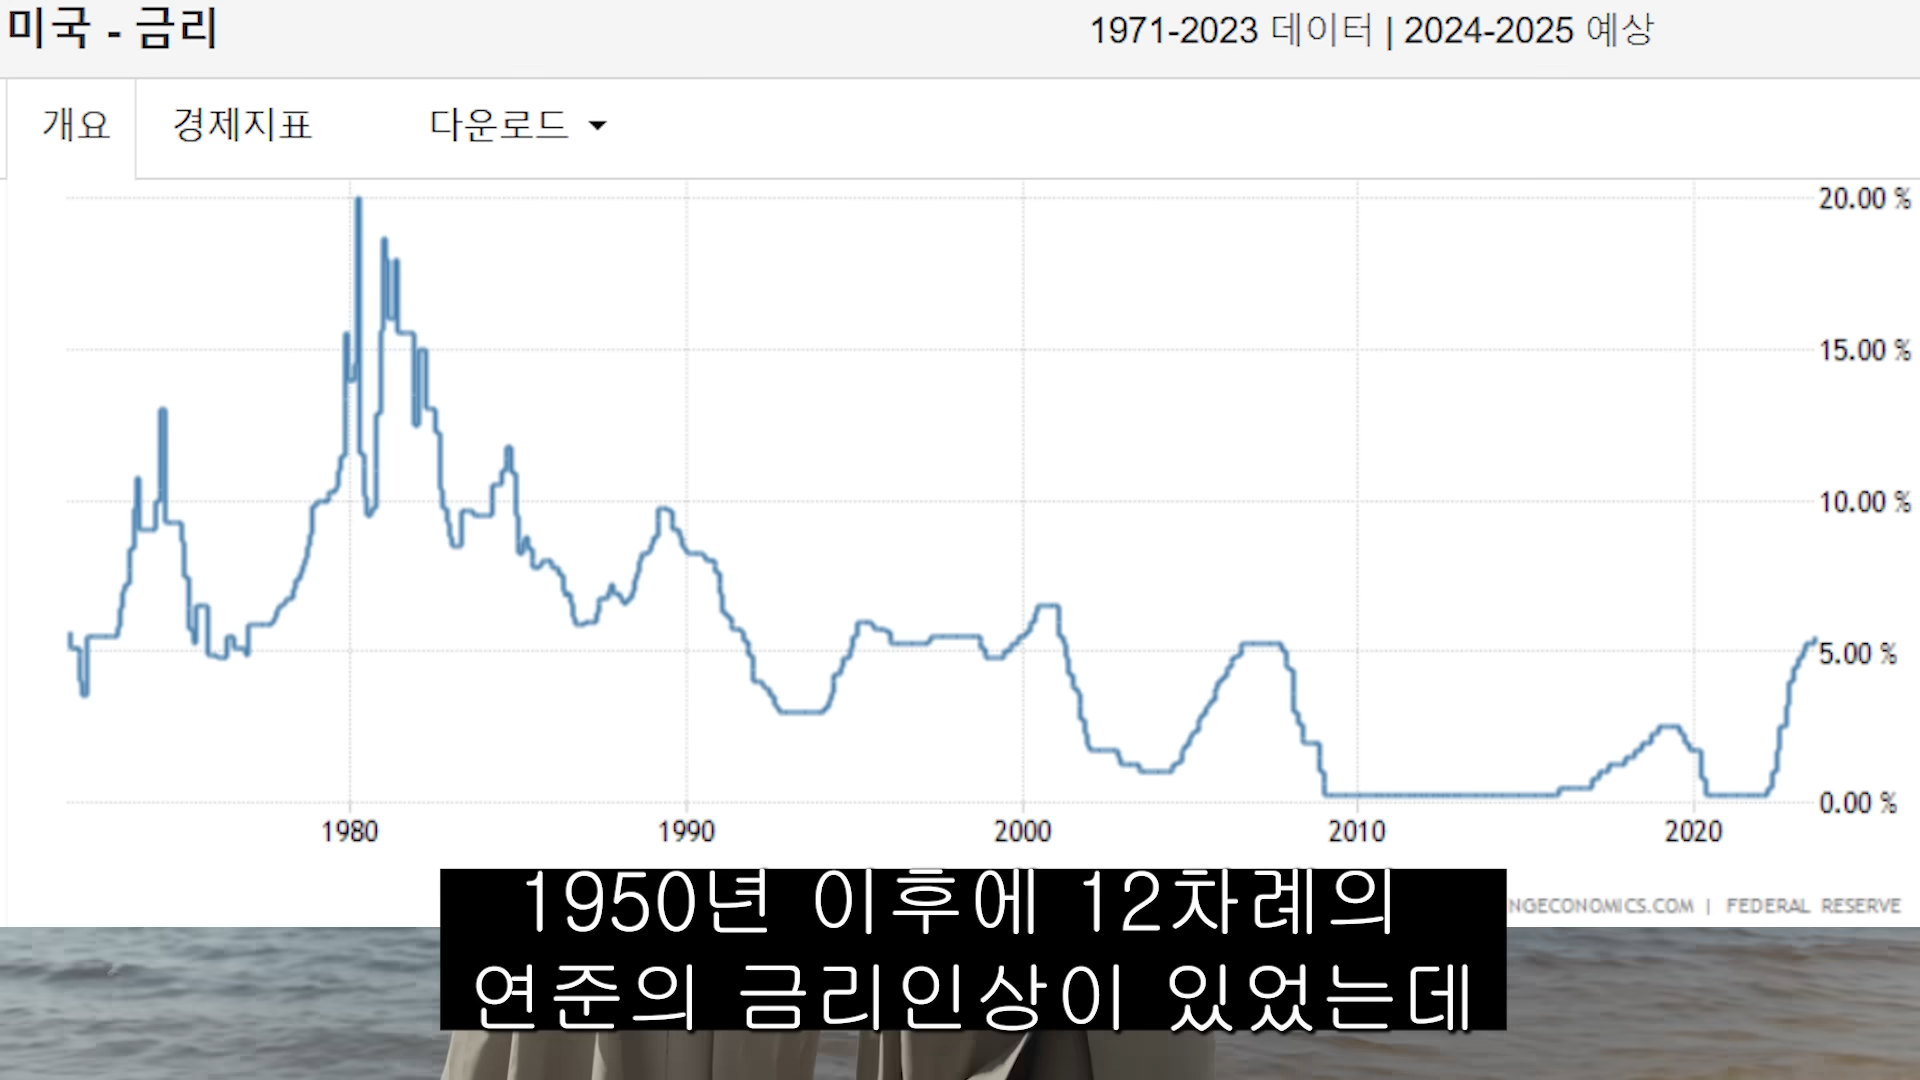 미국 - 금리
1971-2023 데이터 | 2024-2025 예상
개요 경제지표 다운로드
20.00 %
15.00 %
10.00 %
5.00 %
0.00 %
1980 1990 2000 2010 2020
NGECONOMICS.COM | FEDERAL RESERVE
1950년 이후에 12차례의
연준의 금리인상이 있었는데